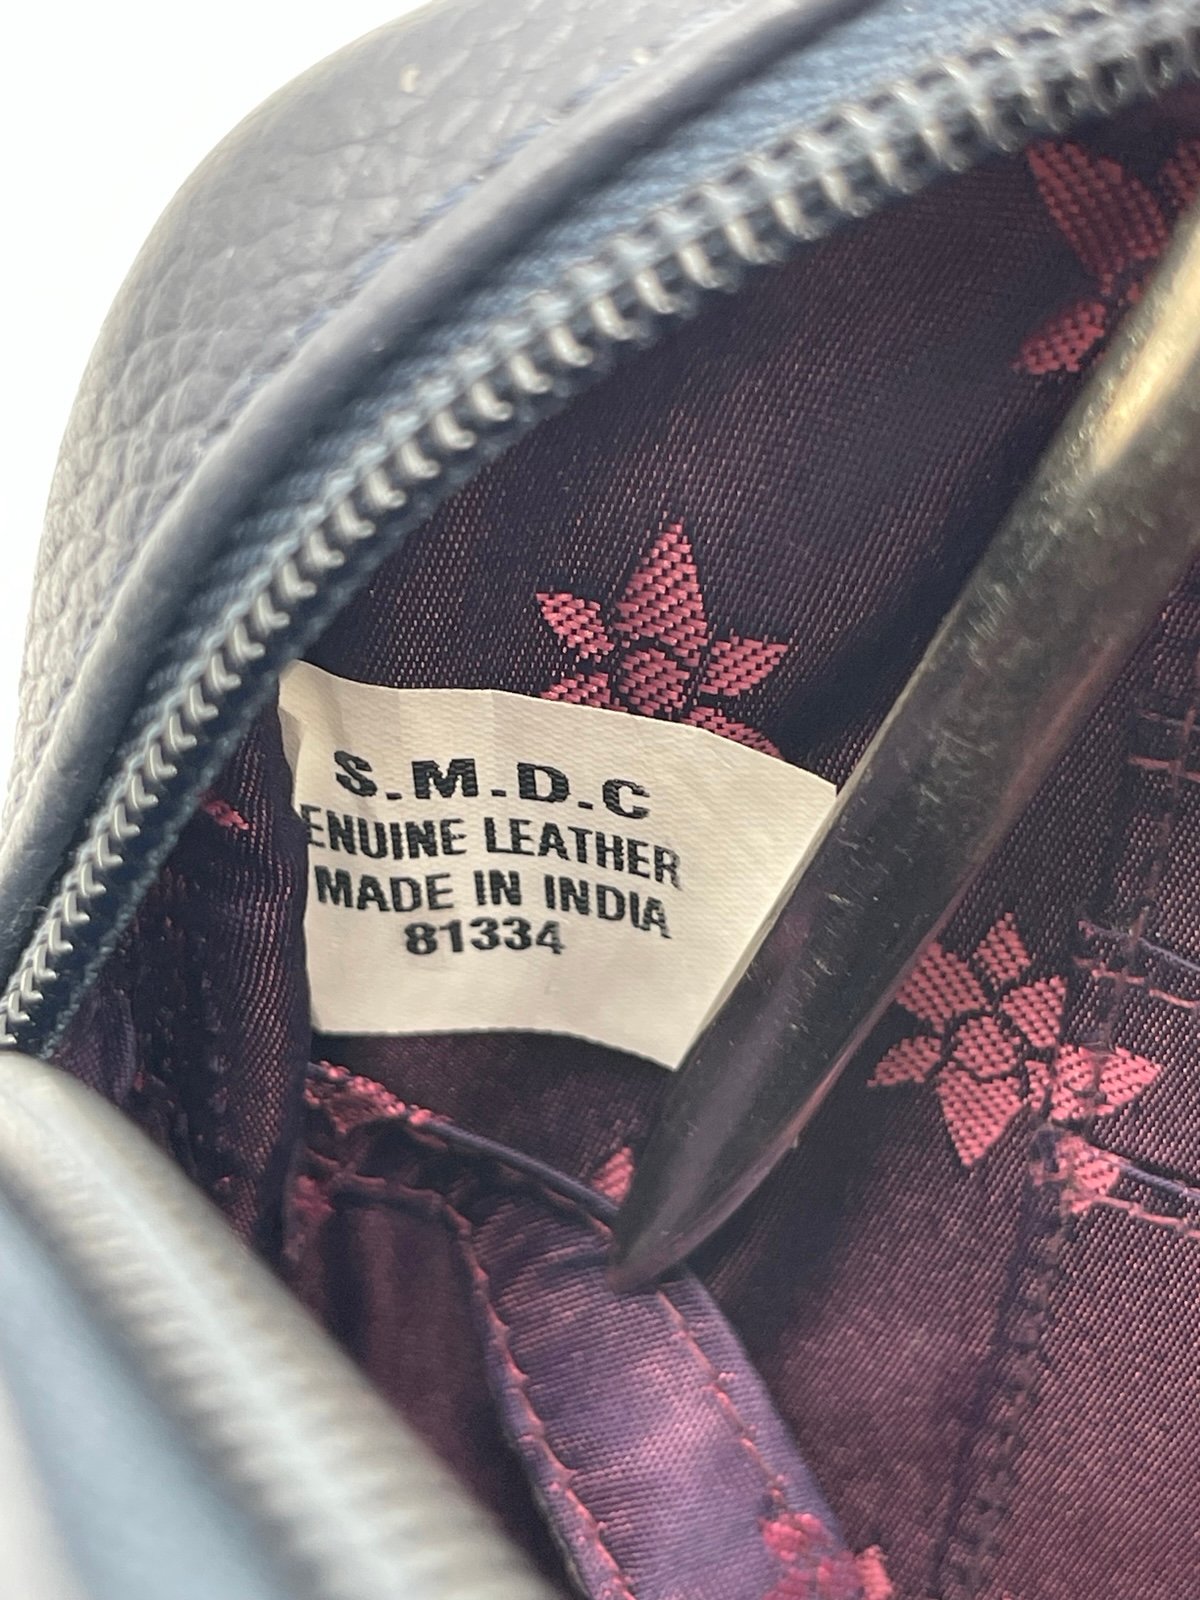 S.M.D.C
ENUINE LEATHER
MADE IN INDIA
81334